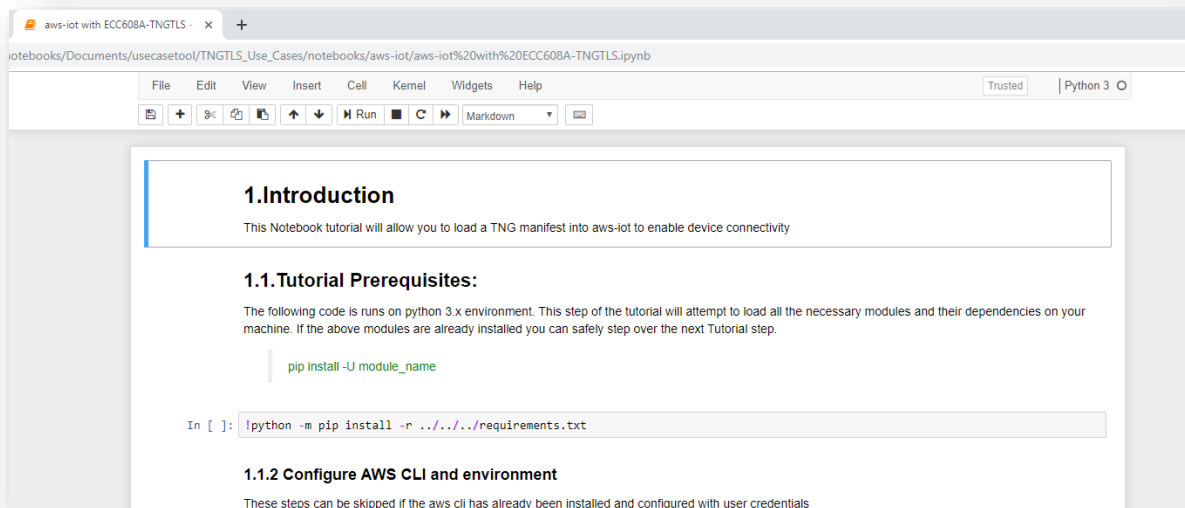 aws-iot with ECC608A-TNGTLS -
notebooks/Documents/usecasetool/TNGTLS_Use_Cases/notebooks/aws-iot/aws-iot%20with%20ECC608A-TNGTLS.ipynb
File Edit View Insert Cell Kernel Widgets Help Trusted Python 3
Run Markdown
1.Introduction
This Notebook tutorial will allow you to load a TNG manifest into aws-iot to enable device connectivity
1.1.Tutorial Prerequisites:
The following code is runs on python 3.x environment. This step of the tutorial will attempt to load all the necessary modules and their dependencies on your
machine. If the above modules are already installed you can safely step over the next Tutorial step.
pip install -U module_name
In [ ]: !python -m pip install -r ../../../requirements.txt
1.1.2 Configure AWS CLI and environment
These steps can be skipped if the aws cli has already been installed and configured with user credentials